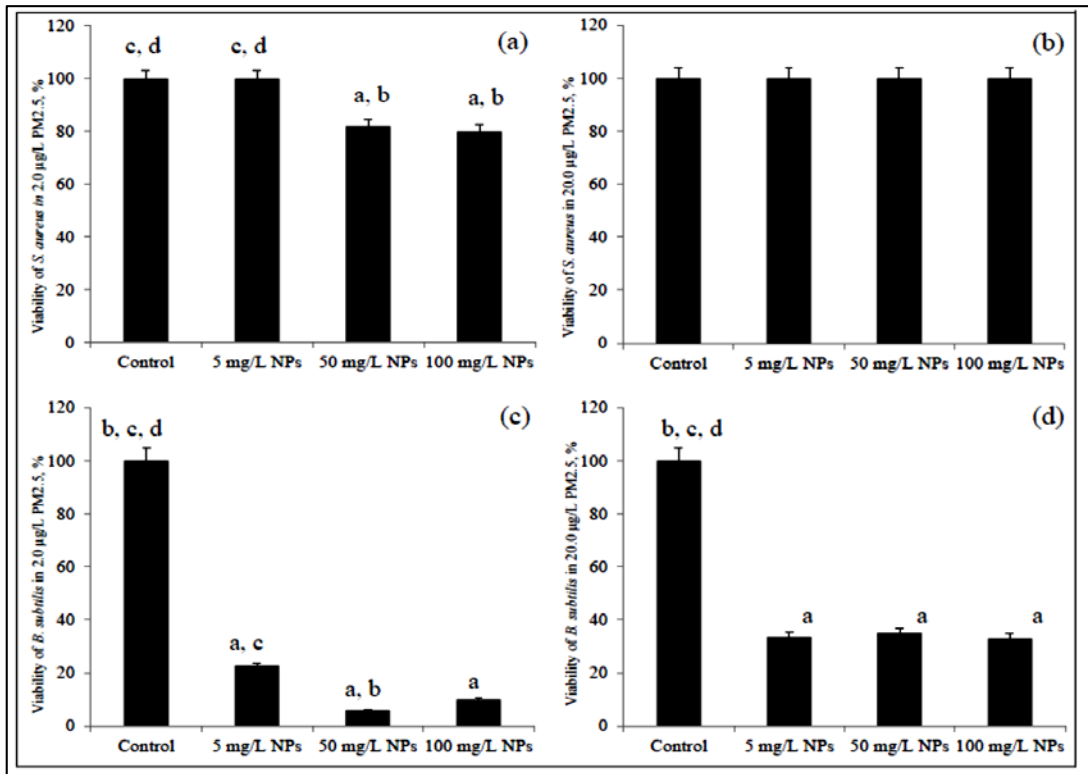 (a)
Viability of S. aureus in 2.0 µg/L PM2.5, %
120
100
80
60
40
20
0
c, d
c, d
a, b
a, b
Control 5 mg/L NPs 50 mg/L NPs 100 mg/L NPs
(b)
Viability of S. aureus in 20.0 µg/L PM2.5, %
120
100
80
60
40
20
0
Control 5 mg/L NPs 50 mg/L NPs 100 mg/L NPs
(c)
Viability of B. subtilis in 2.0 µg/L PM2.5, %
120
100
80
60
40
20
0
b, c, d
a, c
a, b
a
Control 5 mg/L NPs 50 mg/L NPs 100 mg/L NPs
(d)
Viability of B. subtilis in 20.0 µg/L PM2.5, %
120
100
80
60
40
20
0
b, c, d
a
a
a
Control 5 mg/L NPs 50 mg/L NPs 100 mg/L NPs